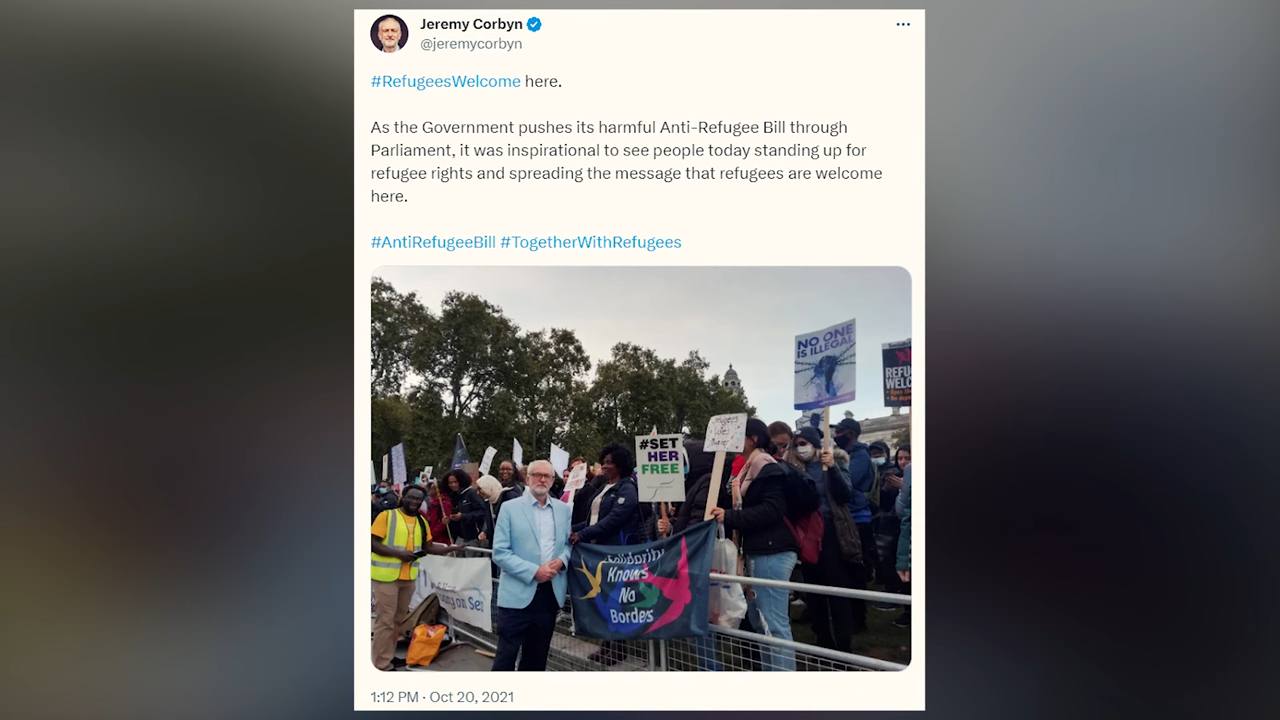 Jeremy Corbyn
@jeremycorbyn
#RefugeesWelcome here.
As the Government pushes its harmful Anti-Refugee Bill through
Parliament, it was inspirational to see people today standing up for
refugee rights and spreading the message that refugees are welcome
here.
#AntiRefugeeBill #TogetherWithRefugees
NO ONE
IS ILLEGAL
#SET
HER
FREE
Solidarity
Knows
No
Borders
1:12 PM · Oct 20, 2021